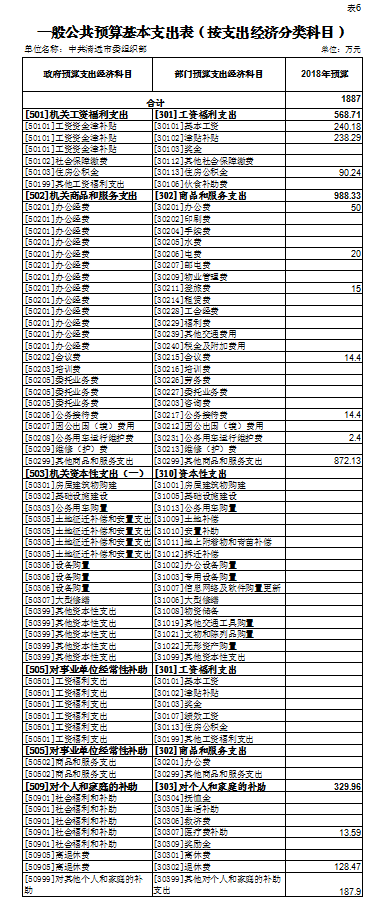 表6
一般公共预算基本支出表（按支出经济分类科目）
单位名称：中共清远市委组织部 单位：万元
政府预算支出经济科目 部门预算支出经济科目 2018年预算
合计 1887
[501]机关工资福利支出 [301]工资福利支出 568.71
[50101]工资资金津补贴 [30101]基本工资 240.18
[50101]工资资金津补贴 [30102]津贴补贴 238.29
[50101]工资资金津补贴 [30103]奖金
[50102]社会保障缴费 [30112]其他社会保障缴费
[50103]住房公积金 [30113]住房公积金 90.24
[50199]其他工资福利支出 [30106]伙食补助费
[502]机关商品和服务支出 [302]商品和服务支出 988.33
[50201]办公经费 [30201]办公费 50
[50201]办公经费 [30202]印刷费
[50201]办公经费 [30204]手续费
[50201]办公经费 [30205]水费
[50201]办公经费 [30206]电费 20
[50201]办公经费 [30207]邮电费
[50201]办公经费 [30209]物业管理费
[50201]办公经费 [30211]差旅费 15
[50201]办公经费 [30214]租赁费
[50201]办公经费 [30228]工会经费
[50201]办公经费 [30229]福利费
[50201]办公经费 [30239]其他交通费用
[50201]办公经费 [30240]税金及附加费用
[50202]会议费 [30215]会议费 14.4
[50203]培训费 [30216]培训费
[50205]委托业务费 [30226]劳务费
[50205]委托业务费 [30227]委托业务费
[50205]委托业务费 [30203]咨询费
[50206]公务接待费 [30217]公务接待费 14.4
[50207]因公出国（境）费用 [30212]因公出国（境）费用
[50208]公务用车运行维护费 [30231]公务用车运行维护费 2.4
[50209]维修（护）费 [30213]维修（护）费
[50299]其他商品和服务支出 [30299]其他商品和服务支出 872.13
[503]机关资本性支出（一） [310]资本性支出
[50301]房屋建筑物购建 [31001]房屋建筑物购建
[50302]基础设施建设 [31005]基础设施建设
[50303]公务用车购置 [31013]公务用车购置
[50305]土地征迁补偿和安置支出 [31009]土地补偿
[50305]土地征迁补偿和安置支出 [31010]安置补助
[50305]土地征迁补偿和安置支出 [31011]地上附着物和青苗补偿
[50305]土地征迁补偿和安置支出 [31012]拆迁补偿
[50306]设备购置 [31002]办公设备购置
[50306]设备购置 [31003]专用设备购置
[50306]设备购置 [31007]信息网络及软件购置更新
[50307]大型修缮 [31006]大型修缮
[50399]其他资本性支出 [31008]物资储备
[50399]其他资本性支出 [31019]其他交通工具购置
[50399]其他资本性支出 [31021]文物和陈列品购置
[50399]其他资本性支出 [31022]无形资产购置
[50399]其他资本性支出 [31099]其他资本性支出
[505]对事业单位经常性补助 [301]工资福利支出
[50501]工资福利支出 [30101]基本工资
[50501]工资福利支出 [30102]津贴补贴
[50501]工资福利支出 [30103]奖金
[50501]工资福利支出 [30107]绩效工资
[50501]工资福利支出 [30113]住房公积金
[50501]工资福利支出 [30199]其他工资福利支出
[505]对事业单位经常性补助 [302]商品和服务支出
[50502]商品和服务支出 [30201]办公费
[50502]商品和服务支出 [30299]其他商品和服务支出
[509]对个人和家庭的补助 [303]对个人和家庭的补助 329.96
[50901]社会福利和补助 [30304]抚恤金
[50901]社会福利和补助 [30305]生活补助
[50901]社会福利和补助 [30306]救济费
[50901]社会福利和补助 [30307]医疗费补助 13.59
[50901]社会福利和补助 [30309]奖励金
[50905]离退休费 [30301]离休费
[50905]离退休费 [30302]退休费 128.47
[50999]对其他个人和家庭的补助 [30399]其他对个人和家庭的补助支出 187.9